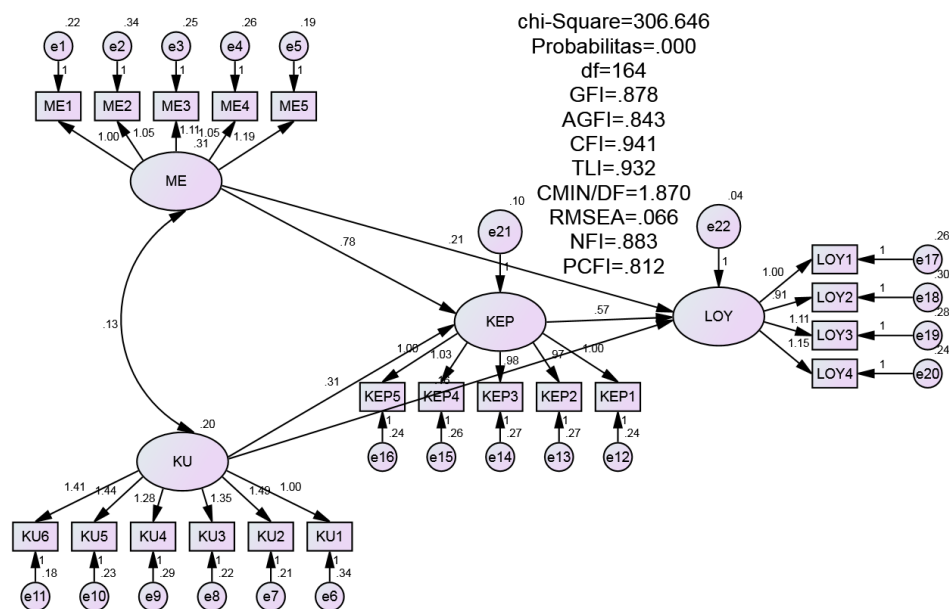 .22
.34
.25
.26
.19
e1
e2
e3
e4
e5
1
1
1
1
1
ME1
ME2
ME3
ME4
ME5
1.00
1.05
1.11
1.05
1.19
.31
ME
chi-Square=306.646
Probabilitas=.000
df=164
GFI=.878
AGFI=.843
CFI=.941
TLI=.932
CMIN/DF=1.870
RMSEA=.066
NFI=.883
PCFI=.812
.10
e21
1
.04
e22
1
.78
.21
.13
KEP
.57
LOY
1.00
.91
1.11
1.15
LOY1
1
e17
.26
LOY2
1
e18
.30
LOY3
1
e19
.28
LOY4
1
e20
.24
.31
1.00
1.03
.98
.97
1.00
KEP5
KEP4
KEP3
KEP2
KEP1
1
1
1
1
1
.24
.26
.27
.27
.24
e16
e15
e14
e13
e12
.20
KU
1.41
1.44
1.28
1.35
1.49
1.00
KU6
KU5
KU4
KU3
KU2
KU1
1
1
1
1
1
1
.18
.23
.29
.22
.21
.34
e11
e10
e9
e8
e7
e6